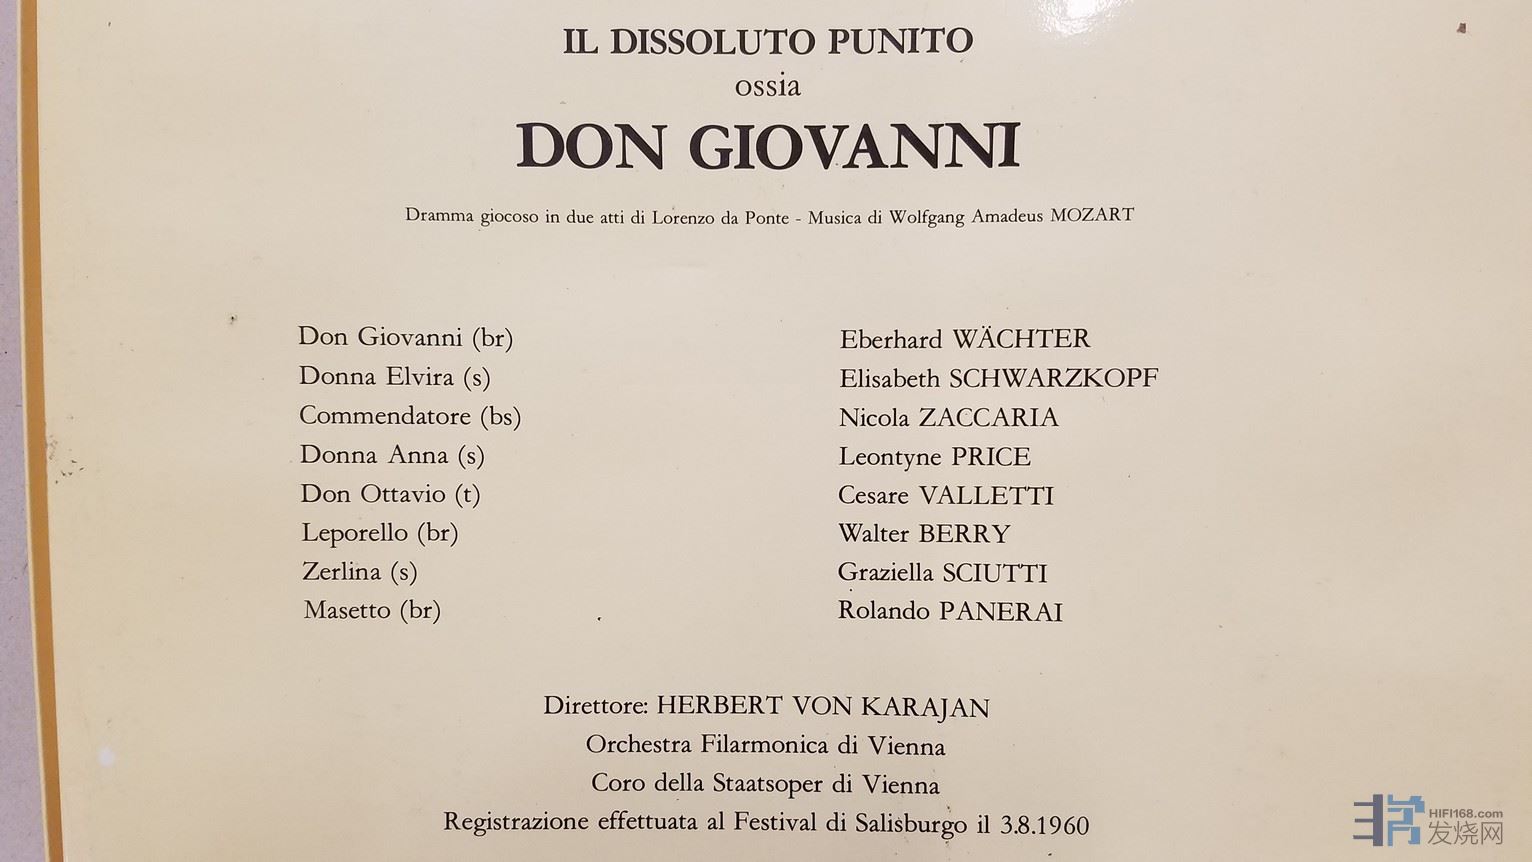 IL DISSOLUTO PUNITO
ossia
DON GIOVANNI
Dramma giocoso in due atti di Lorenzo da Ponte - Musica di Wolfgang Amadeus MOZART
Don Giovanni (br) Eberhard WÄCHTER
Donna Elvira (s) Elisabeth SCHWARZKOPF
Commendatore (bs) Nicola ZACCARIA
Donna Anna (s) Leontyne PRICE
Don Ottavio (t) Cesare VALLETTI
Leporello (br) Walter BERRY
Zerlina (s) Graziella SCIUTTI
Masetto (br) Rolando PANERAI
Direttore: HERBERT VON KARAJAN
Orchestra Filarmonica di Vienna
Coro della Staatsoper di Vienna
Registrazione effettuata al Festival di Salisburgo il 3.8.1960
HIFI168.com
发烧网